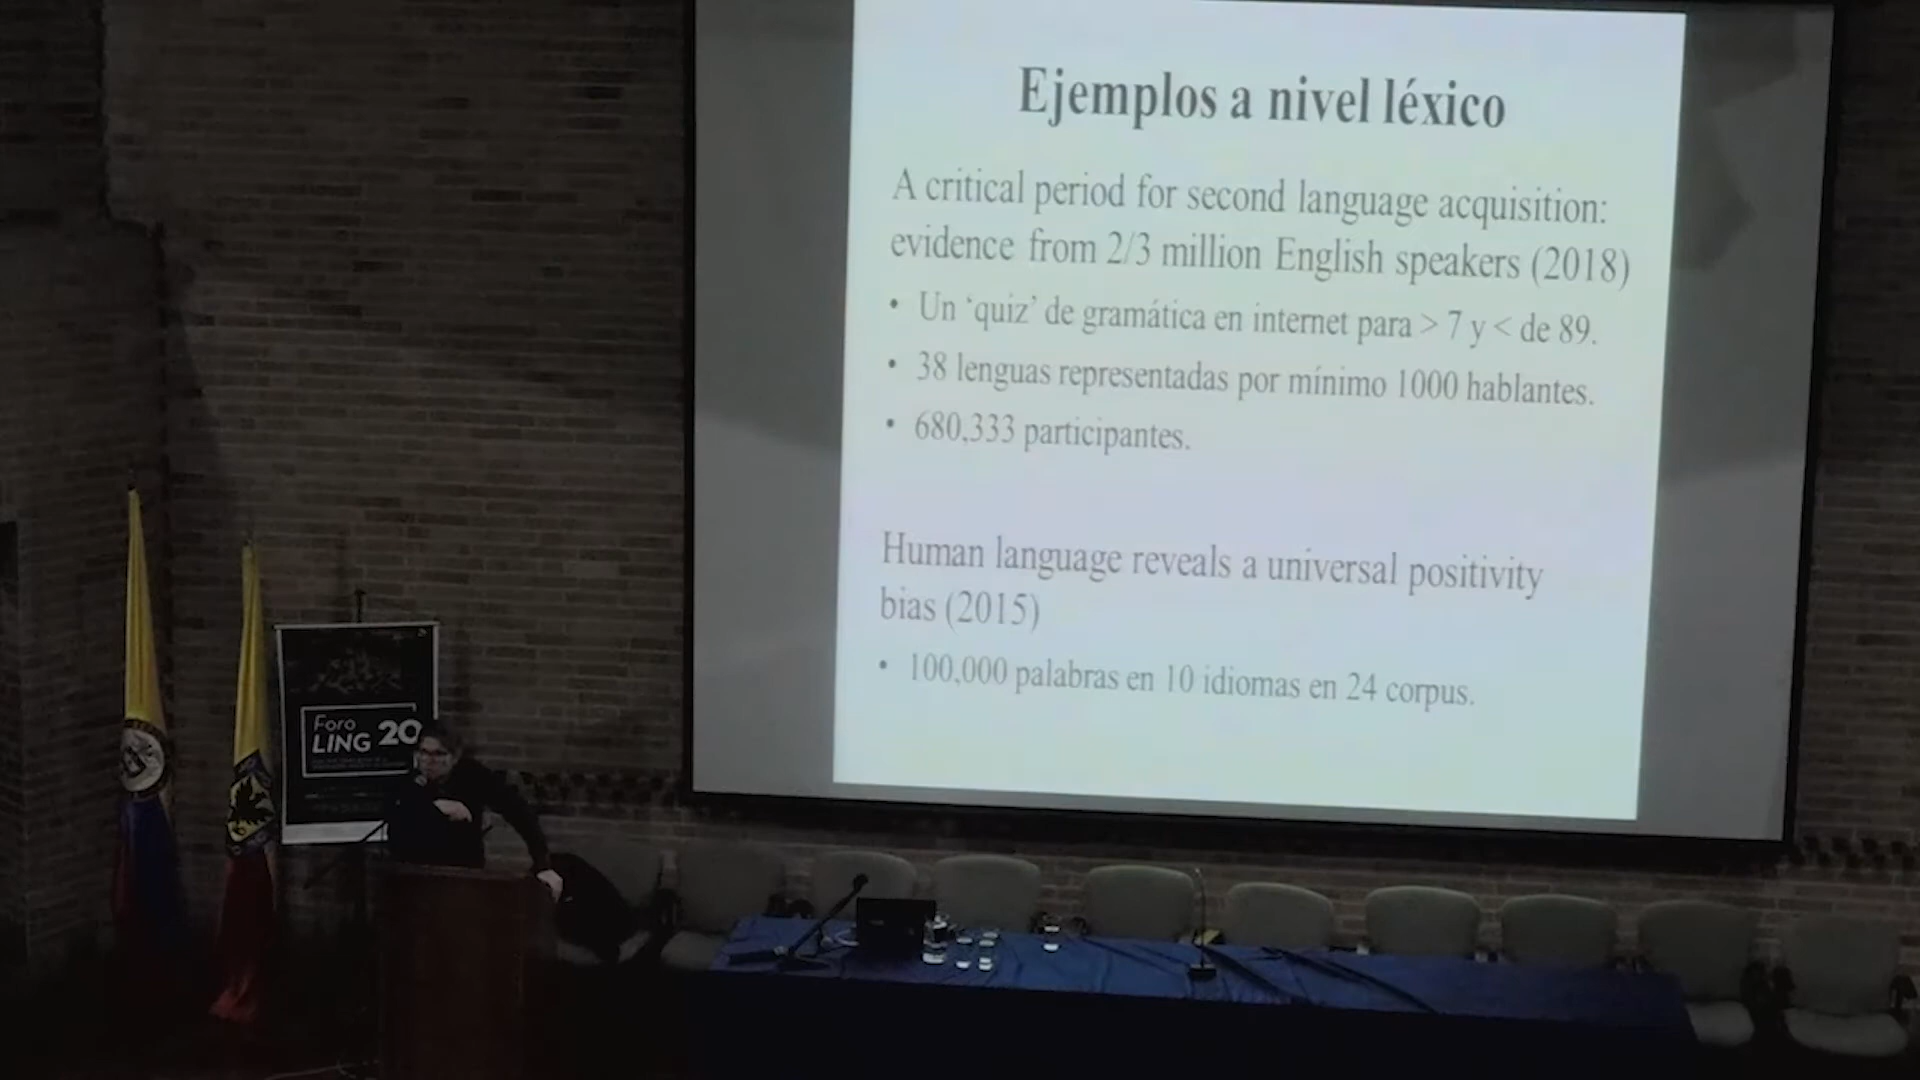 Ejemplos a nivel léxico
A critical period for second language acquisition:
evidence from 2/3 million English speakers (2018)
• Un ‘quiz’ de gramática en internet para > 7 y < de 89.
• 38 lenguas representadas por mínimo 1000 hablantes.
• 680,333 participantes.
Human language reveals a universal positivity
bias (2015)
• 100,000 palabras en 10 idiomas en 24 corpus.
Foro
LING 20